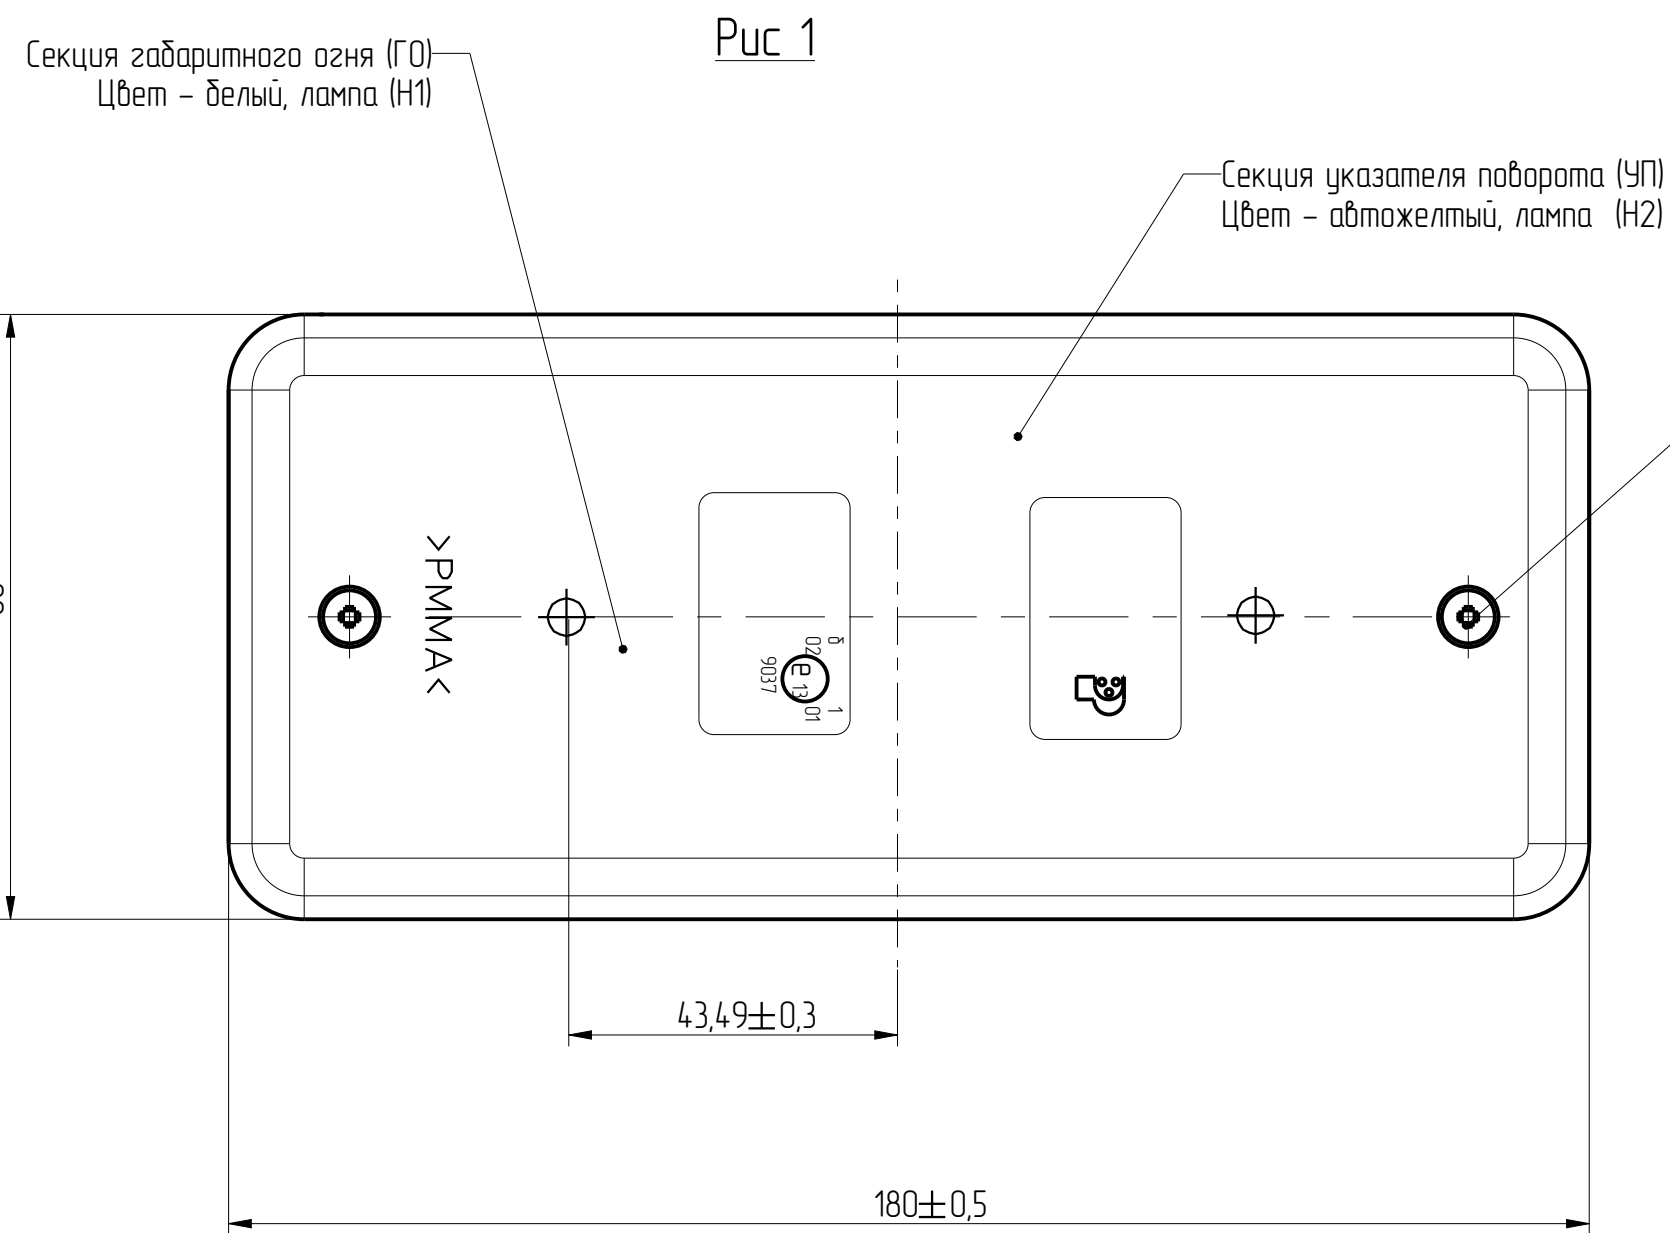 Рис 1
Секция габаритного огня (ГО)
Цвет - белый, лампа (Н1)
Секция указателя поворота (УП)
Цвет - автожелтый, лампа (Н2)
>PMMA<
б 1
02 e 13 01
9037
43,49±0,3
180±0,5